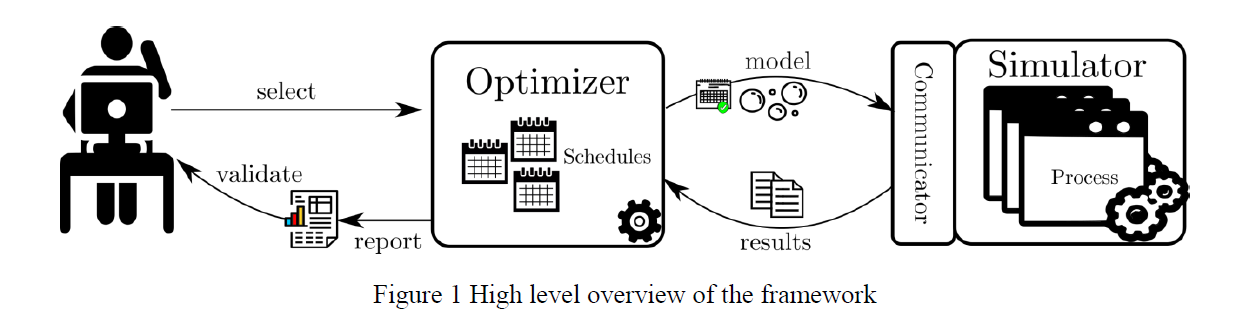 select
validate
report
Optimizer
Schedules
model
results
Communicator
Simulator
Process
Figure 1 High level overview of the framework